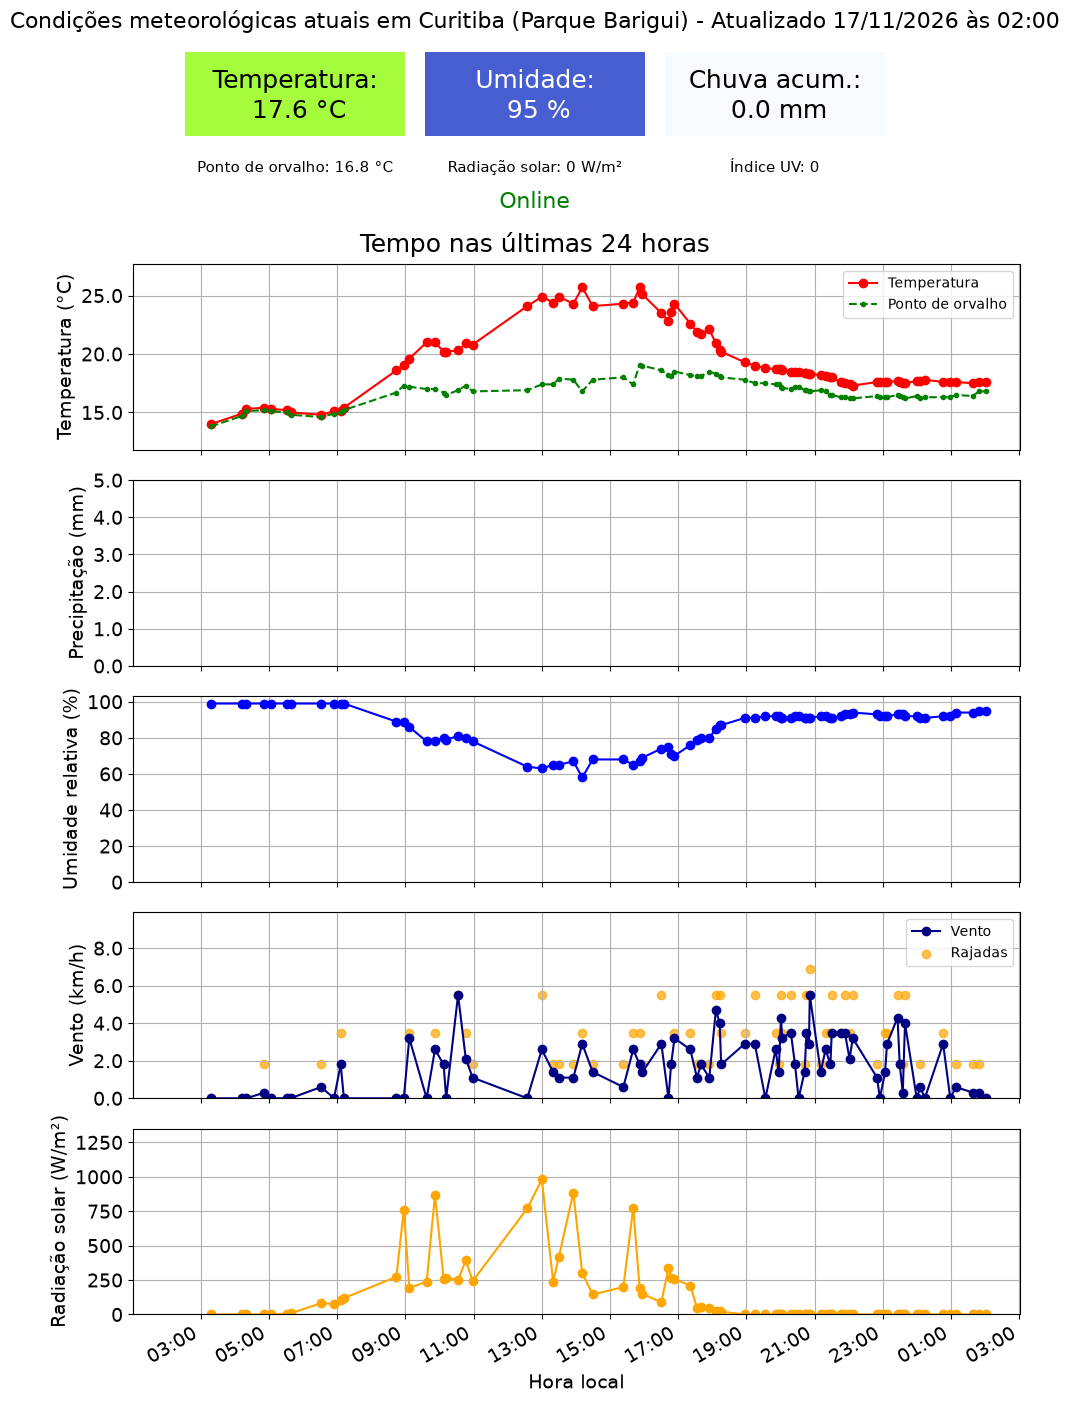 Condições meteorológicas atuais em Curitiba (Parque Barigui) - Atualizado 17/11/2026 às 02:00
Temperatura:
17.6 °C
Umidade:
95 %
Chuva acum.:
0.0 mm
Ponto de orvalho: 16.8 °C
Radiação solar: 0 W/m²
Índice UV: 0
Online
Tempo nas últimas 24 horas
Temperatura (°C)
25.0
20.0
15.0
Temperatura
Ponto de orvalho
Precipitação (mm)
5.0
4.0
3.0
2.0
1.0
0.0
Umidade relativa (%)
100
80
60
40
20
0
Vento (km/h)
8.0
6.0
4.0
2.0
0.0
Vento
Rajadas
Radiação solar (W/m²)
1250
1000
750
500
250
0
03:00 05:00 07:00 09:00 11:00 13:00 15:00 17:00 19:00 21:00 23:00 01:00 03:00
Hora local